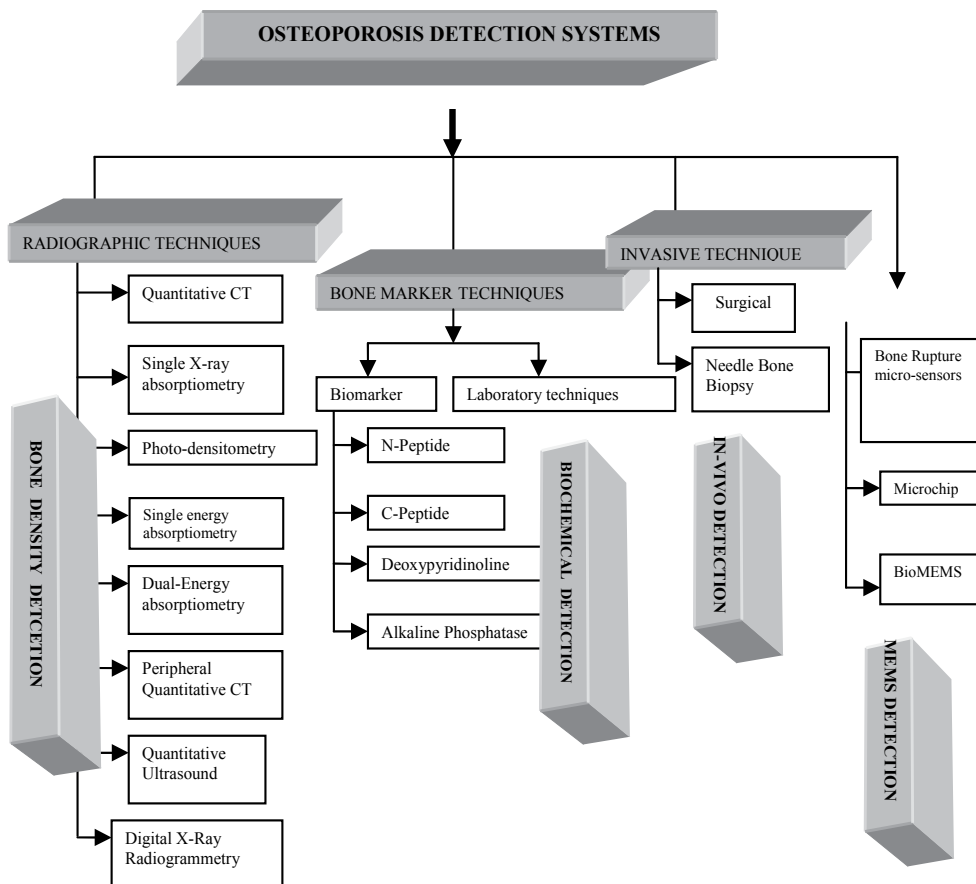 OSTEOPOROSIS DETECTION SYSTEMS
RADIOGRAPHIC TECHNIQUES
Quantitative CT
Single X-ray
absorptiometry
Photo-densitometry
Single energy
absorptiometry
Dual-Energy
absorptiometry
Peripheral
Quantitative CT
Quantitative
Ultrasound
Digital X-Ray
Radiogrammetry
BONE DENSITY DETCETION
BONE MARKER TECHNIQUES
Biomarker
Laboratory techniques
N-Peptide
C-Peptide
Deoxypyridinoline
Alkaline Phosphatase
BIOCHEMICAL DETECTION
INVASIVE TECHNIQUE
Surgical
Needle Bone
Biopsy
IN-VIVO DETECTION
Bone Rupture
micro-sensors
Microchip
BioMEMS
MEMS DETECTION